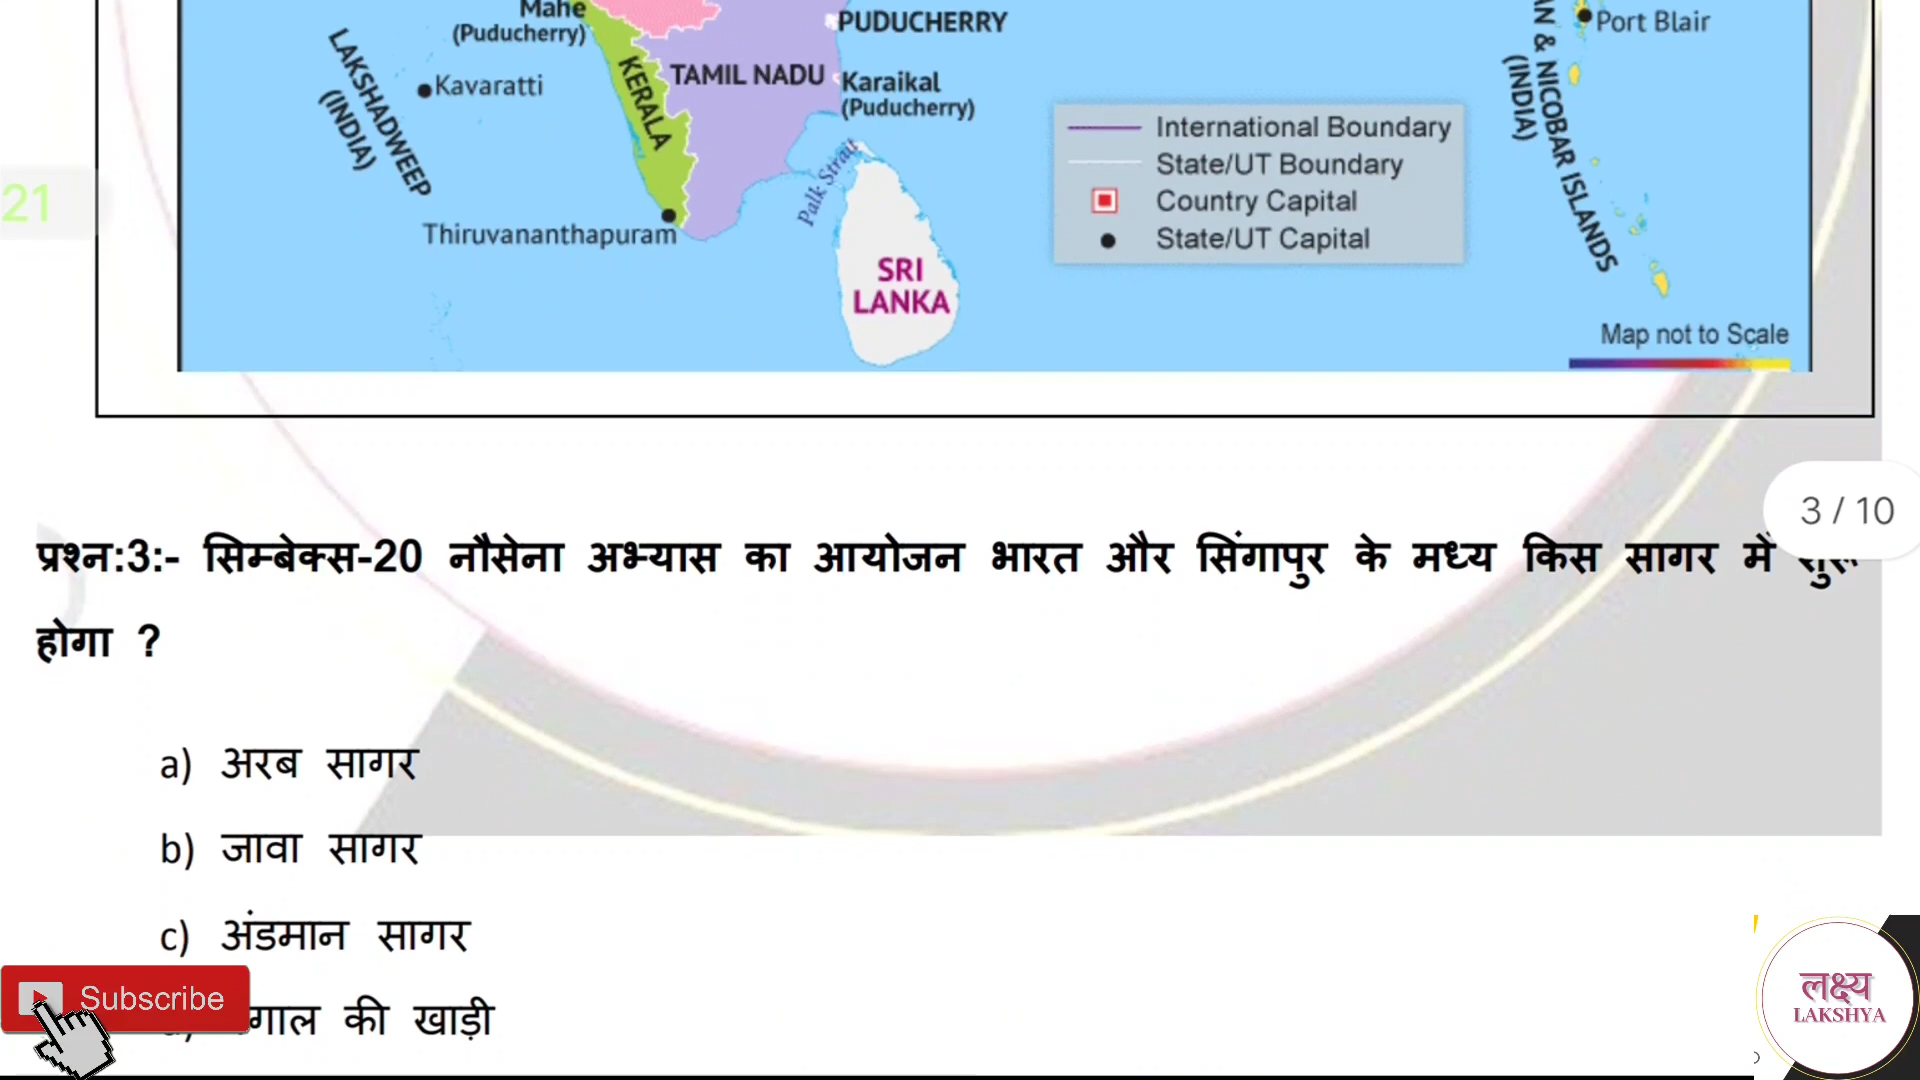 Mahe
(Puducherry)
PUDUCHERRY
Port Blair
LAKSHADWEEP
(INDIA)
Kavaratti
KERALA
TAMIL NADU
Karaikal
(Puducherry)
& NICOBAR ISLANDS
(INDIA)
Palk Strait
Thiruvananthapuram
SRI
LANKA
International Boundary
State/UT Boundary
Country Capital
State/UT Capital
Map not to Scale
21
3 / 10
प्रश्न:3:- सिम्बेक्स-20 नौसेना अभ्यास का आयोजन भारत और सिंगापुर के मध्य किस सागर में
होगा ?
a) अरब सागर
b) जावा सागर
c) अंडमान सागर
की खाड़ी
Subscribe
लक्ष्य
LAKSHYA